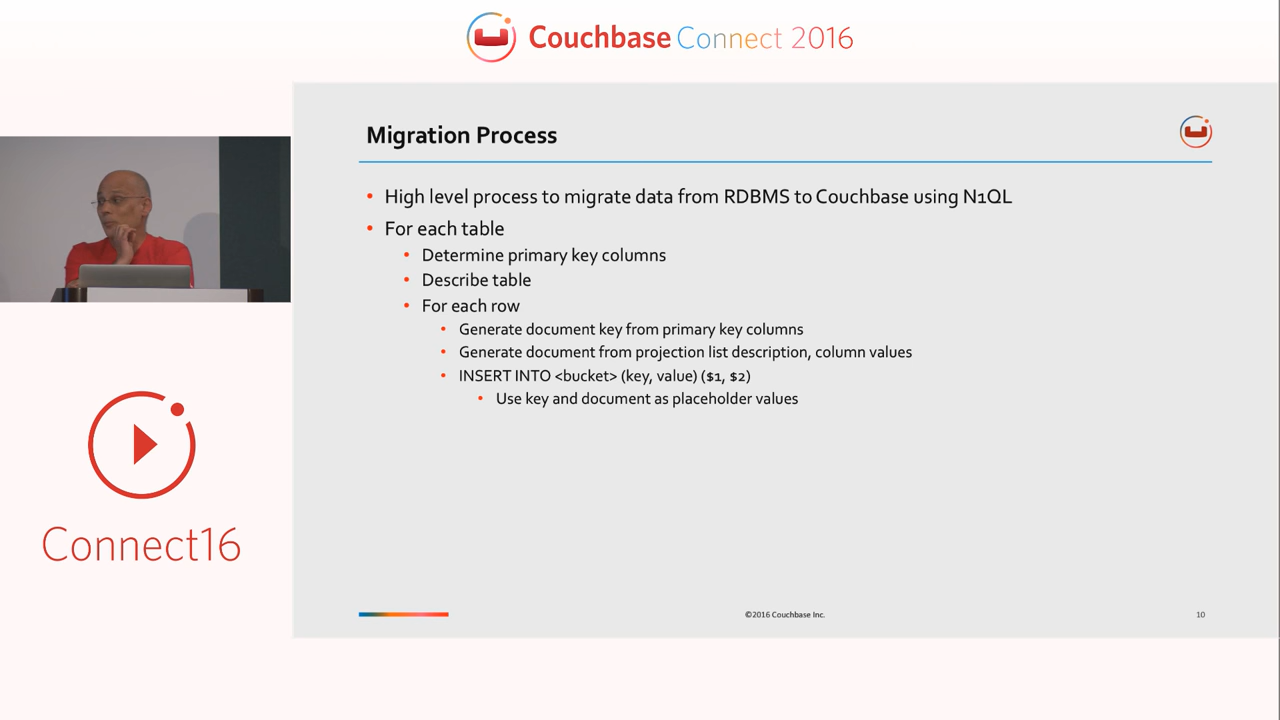 Couchbase Connect 2016
Migration Process
• High level process to migrate data from RDBMS to Couchbase using N1QL
• For each table
• Determine primary key columns
• Describe table
• For each row
• Generate document key from primary key columns
• Generate document from projection list description, column values
• INSERT INTO <bucket> (key, value) ($1, $2)
• Use key and document as placeholder values
Connect16
©2016 Couchbase Inc.
10